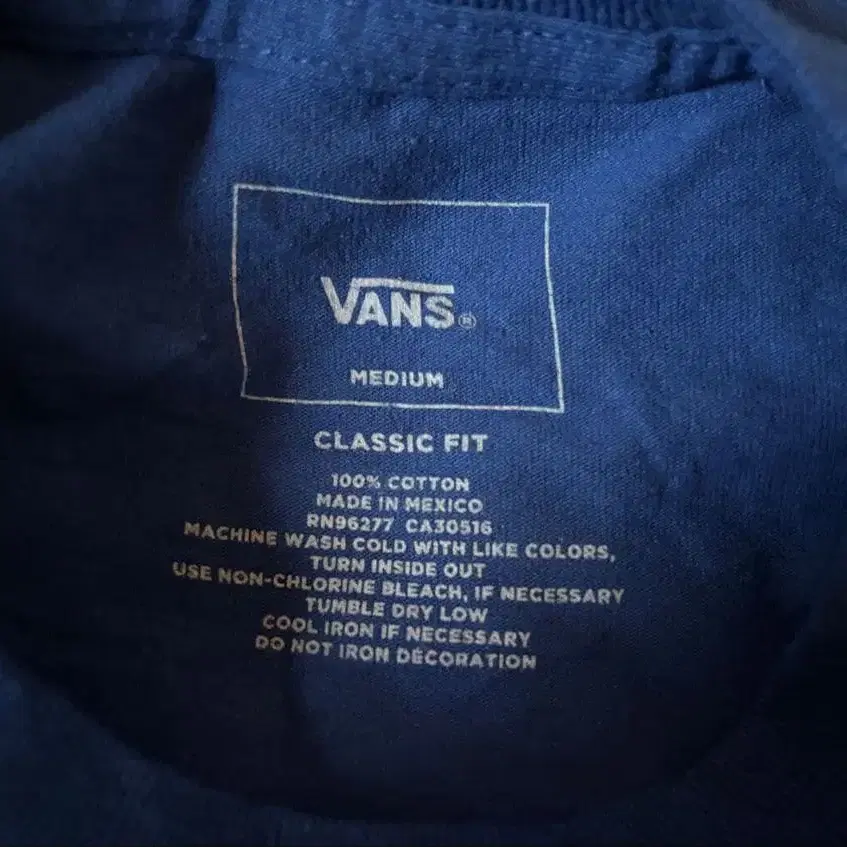 VANS®
MEDIUM
CLASSIC FIT
100% COTTON
MADE IN MEXICO
RN96277 CA30516
MACHINE WASH COLD WITH LIKE COLORS,
TURN INSIDE OUT
USE NON-CHLORINE BLEACH, IF NECESSARY
TUMBLE DRY LOW
COOL IRON IF NECESSARY
DO NOT IRON DECORATION